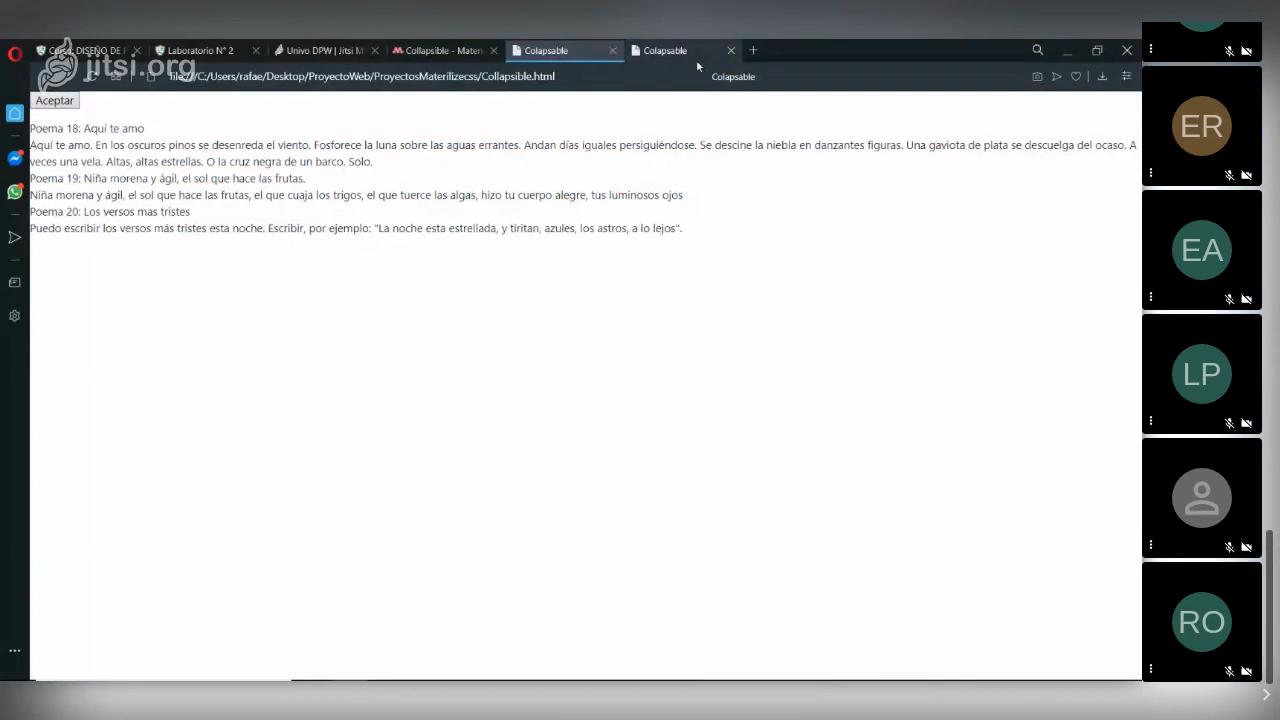 Curso: DISEÑO DE
Laboratorio N° 2
Univo DPW | Jitsi M
Collapsible - Materi
Colapsable
Colapsable
jitsi.org
file:///C:/Users/rafae/Desktop/ProyectoWeb/ProyectosMaterilizecss/Collapsible.html
Colapsable
Aceptar
Poema 18: Aquí te amo
Aquí te amo. En los oscuros pinos se desenreda el viento. Fosforece la luna sobre las aguas errantes. Andan días iguales persiguiéndose. Se descine la niebla en danzantes figuras. Una gaviota de plata se descuelga del ocaso. A
veces una vela. Altas, altas estrellas. O la cruz negra de un barco. Solo.
Poema 19: Niña morena y ágil, el sol que hace las frutas.
Niña morena y ágil, el sol que hace las frutas, el que cuaja los trigos, el que tuerce las algas, hizo tu cuerpo alegre, tus luminosos ojos
Poema 20: Los versos mas tristes
Puedo escribir los versos más tristes esta noche. Escribir, por ejemplo: "La noche esta estrellada, y tiritan, azules, los astros, a lo lejos".
ER
EA
LP
RO